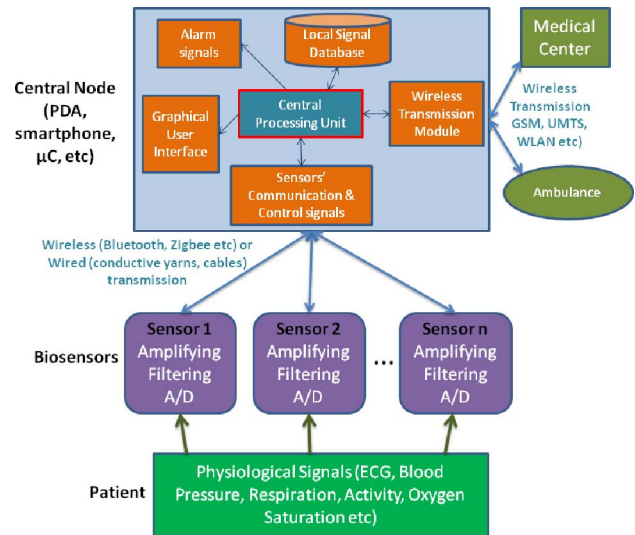 Alarm
signals
Local Signal
Database
Medical
Center
Central Node
(PDA,
smartphone,
µC, etc)
Graphical
User
Interface
Central
Processing Unit
Wireless
Transmission
Module
Wireless
Transmission
GSM, UMTS,
WLAN etc)
Sensors'
Communication &
Control signals
Ambulance
Wireless (Bluetooth, Zigbee etc) or
Wired (conductive yarns, cables)
transmission
Biosensors
Sensor 1
Amplifying
Filtering
A/D
Sensor 2
Amplifying
Filtering
A/D
...
Sensor n
Amplifying
Filtering
A/D
Patient
Physiological Signals (ECG, Blood
Pressure, Respiration, Activity, Oxygen
Saturation etc)